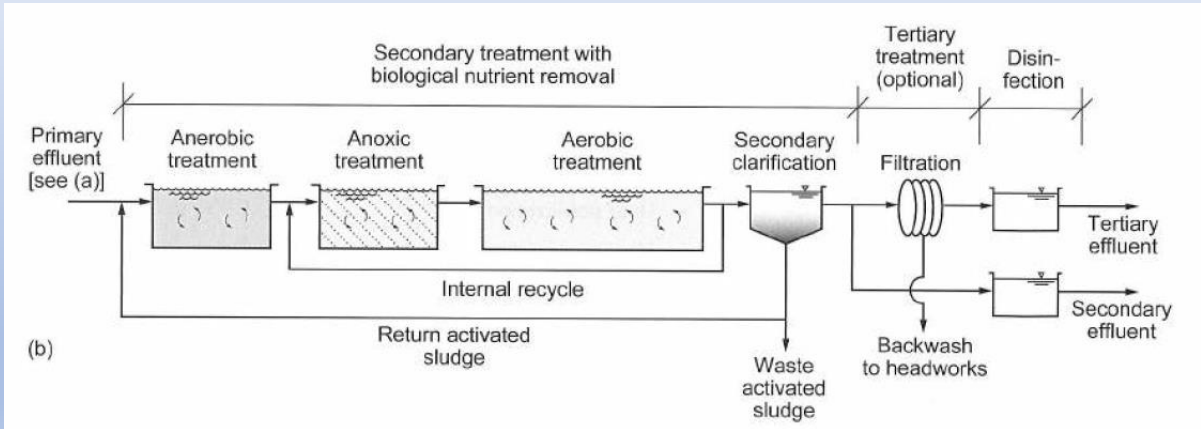 Secondary treatment with
biological nutrient removal
Tertiary
treatment
(optional)
Disin-
fection
Primary
effluent
[see (a)]
Anerobic
treatment
Anoxic
treatment
Aerobic
treatment
Secondary
clarification
Filtration
Tertiary
effluent
Internal recycle
Secondary
effluent
Return activated
sludge
(b)
Waste
activated
sludge
Backwash
to headworks